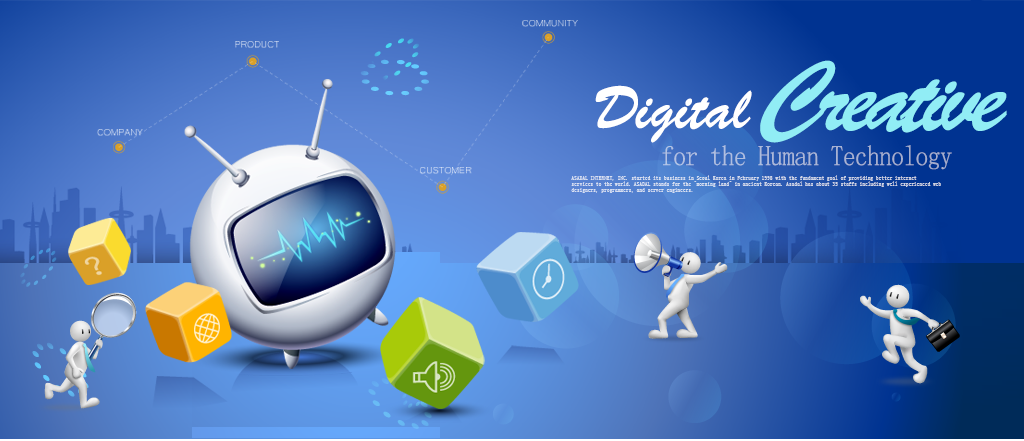 COMMUNITY
PRODUCT
COMPANY
CUSTOMER
Digital Creative
for the Human Technology
ASADAL INTERNET, INC. started its business in Seoul Korea in February 1998 with the fundament goal of providing better internet
services to the world. ASADAL stands for the `morning land` in ancient Korean. Asadal has about 35 staffs including well experienced web
designers, programmers, and server engineers.
?